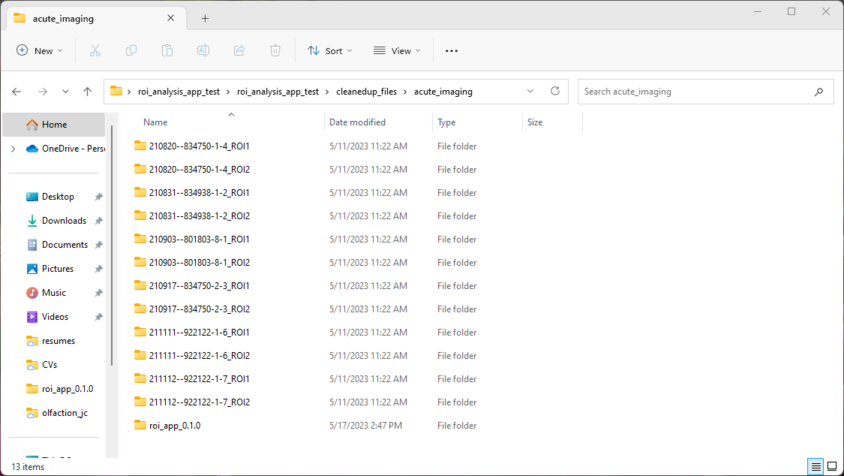 acute_imaging
New
Sort
View
roi_analysis_app_test
roi_analysis_app_test
cleanedup_files
acute_imaging
Search acute_imaging
Home
OneDrive - Perso
Desktop
Downloads
Documents
Pictures
Music
Videos
resumes
CVs
roi_app_0.1.0
olfaction_jc
Name Date modified Type Size
210820--834750-1-4_ROI1 5/11/2023 11:22 AM File folder
210820--834750-1-4_ROI2 5/11/2023 11:22 AM File folder
210831--834938-1-2_ROI1 5/11/2023 11:22 AM File folder
210831--834938-1-2_ROI2 5/11/2023 11:22 AM File folder
210903--801803-8-1_ROI1 5/11/2023 11:22 AM File folder
210903--801803-8-1_ROI2 5/11/2023 11:22 AM File folder
210917--834750-2-3_ROI1 5/11/2023 11:22 AM File folder
210917--834750-2-3_ROI2 5/11/2023 11:22 AM File folder
211111--922122-1-6_ROI1 5/11/2023 11:22 AM File folder
211111--922122-1-6_ROI2 5/11/2023 11:22 AM File folder
211112--922122-1-7_ROI1 5/11/2023 11:22 AM File folder
211112--922122-1-7_ROI2 5/11/2023 11:22 AM File folder
roi_app_0.1.0 5/17/2023 2:47 PM File folder
13 items